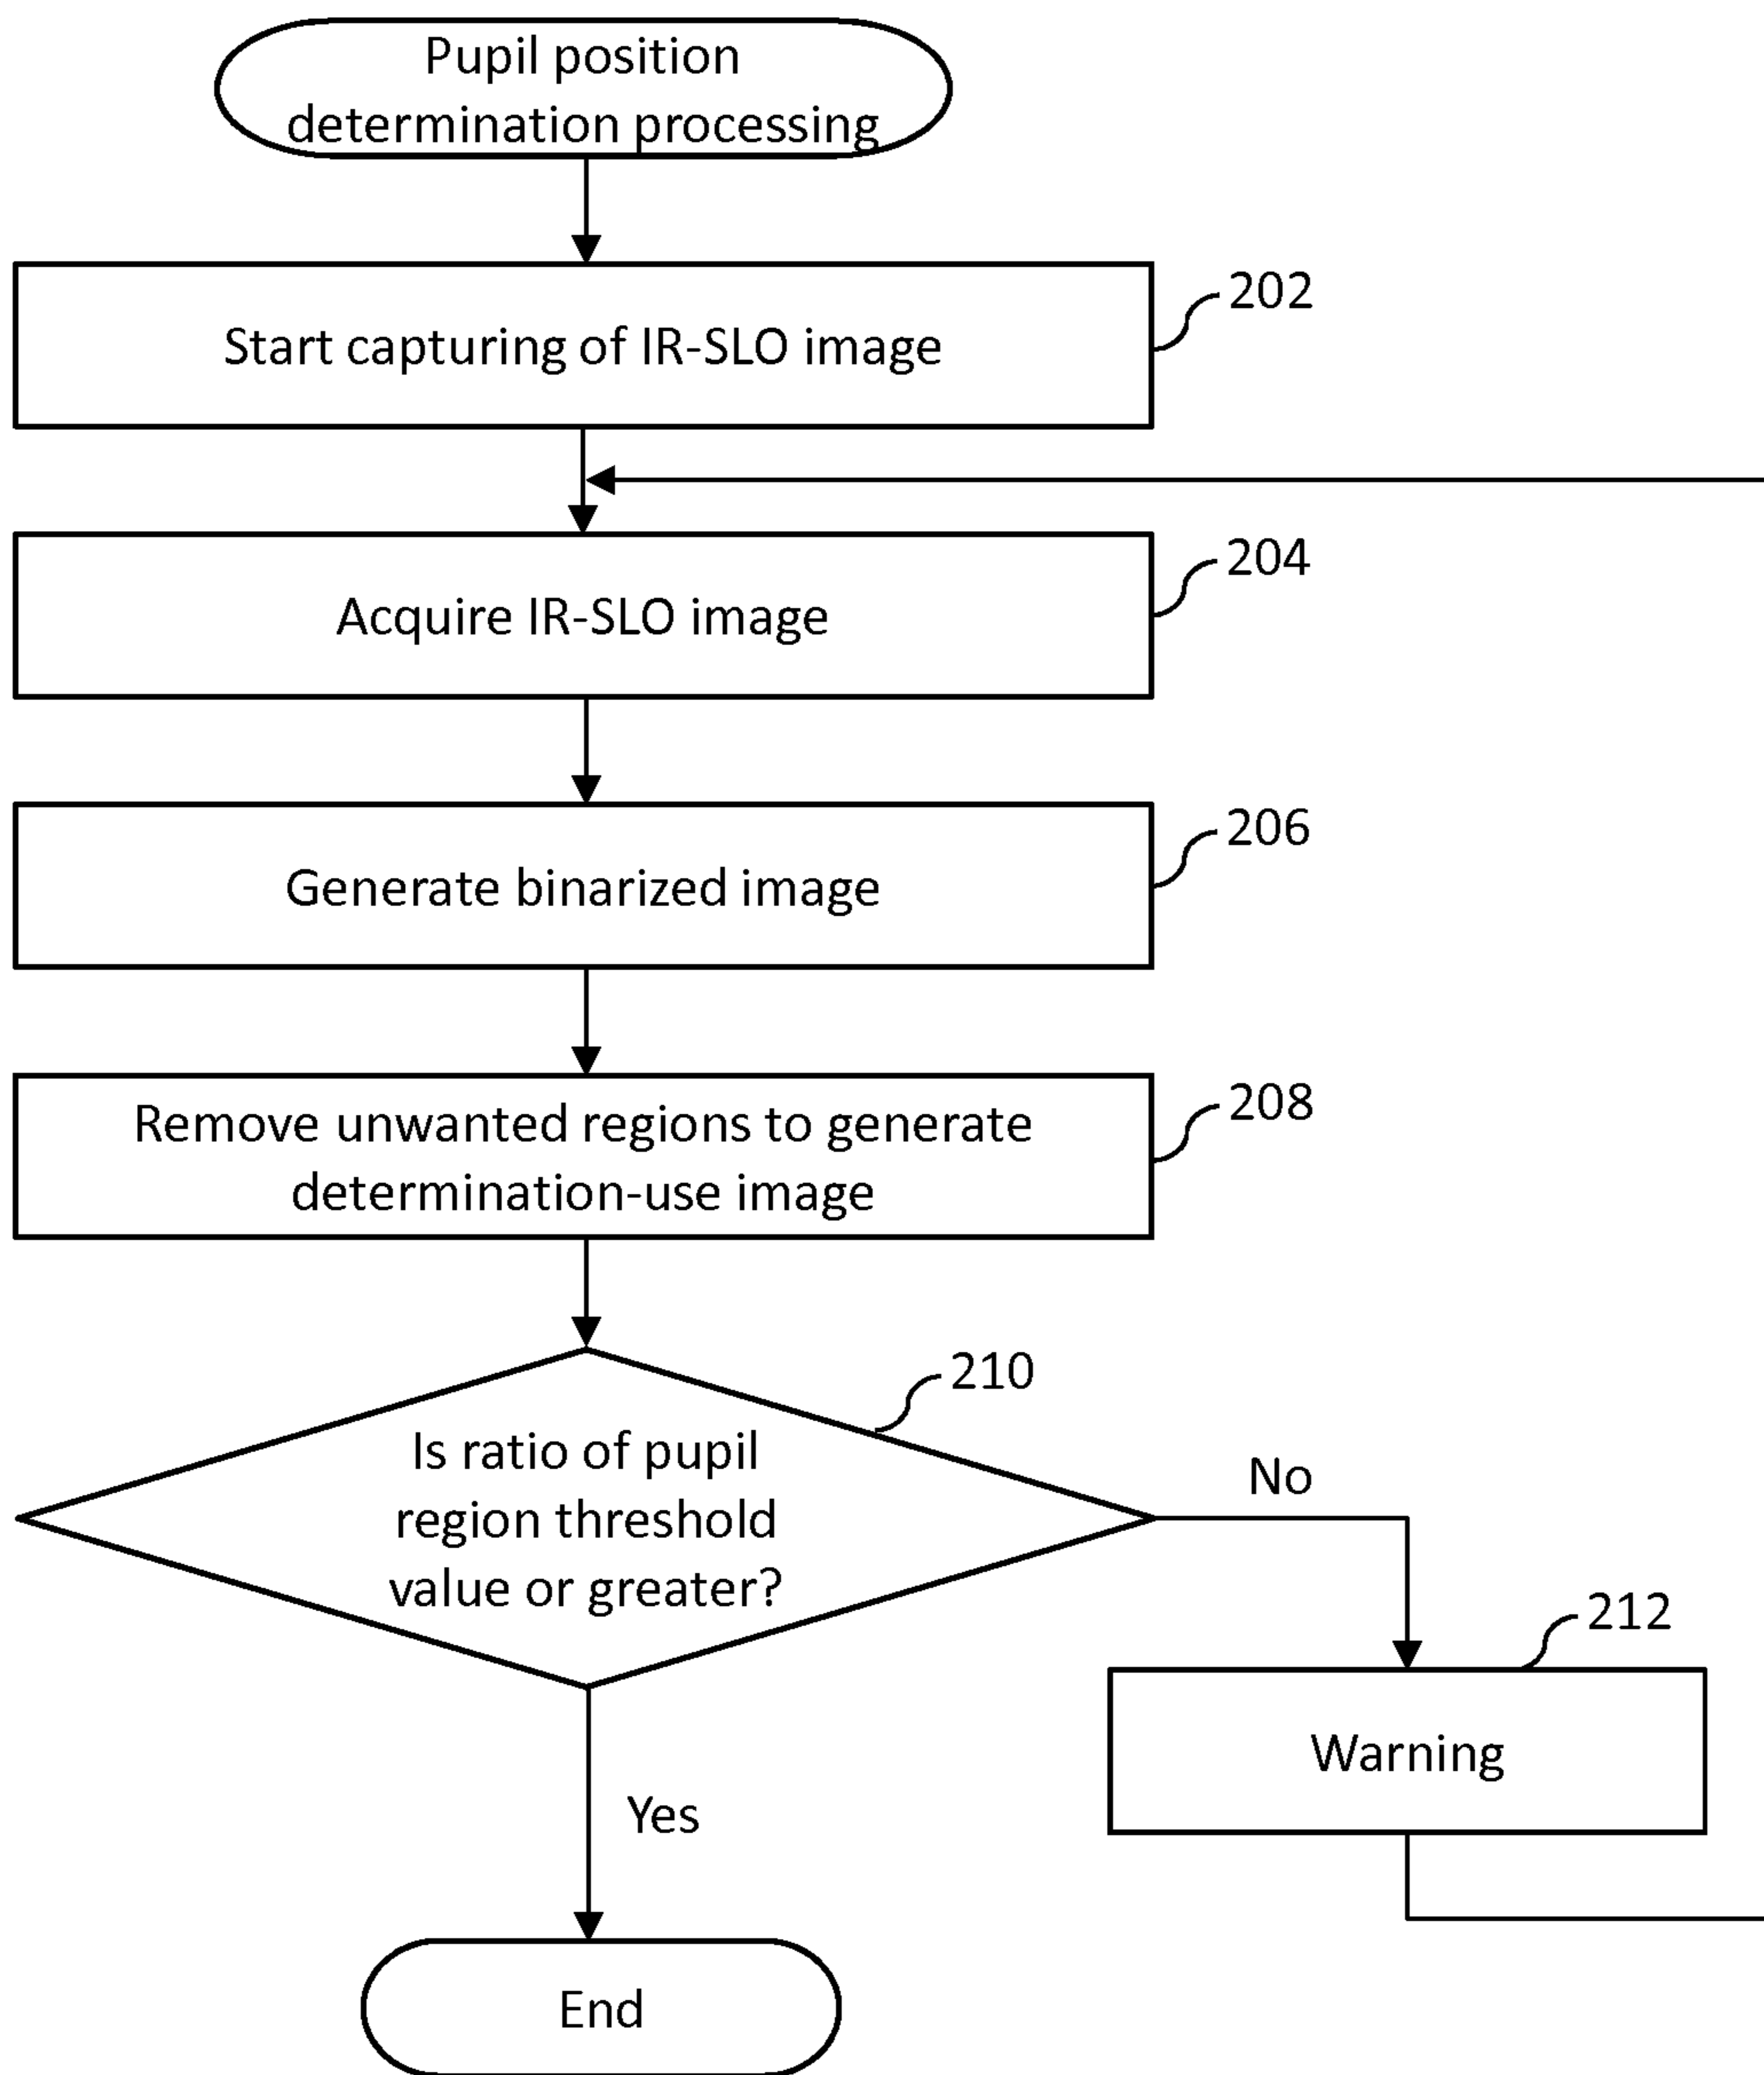 Pupil position
determination processing
202
Start capturing of IR-SLO image
204
Acquire IR-SLO image
206
Generate binarized image
208
Remove unwanted regions to generate
determination-use image
210
Is ratio of pupil
region threshold
value or greater?
No
212
Warning
Yes
End